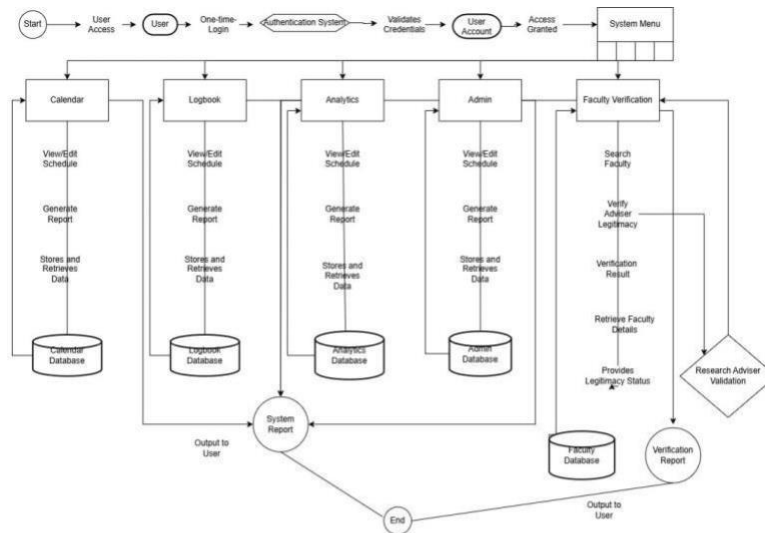 Start
User
Access
User
One-time-
Login
Authentication System
Validates
Credentials
User
Account
Access
Granted
System Menu
Calendar
Logbook
Analytics
Admin
Faculty Verification
View/Edit
Schedule
View/Edit
Schedule
View/Edit
Schedule
View/Edit
Schedule
Search
Faculty
Generate
Report
Generate
Report
Generate
Report
Generate
Report
Verify
Adviser
Legitimacy
Stores and
Retrieves
Data
Stores and
Retrieves
Data
Stores and
Retrieves
Data
Stores and
Retrieves
Data
Verification
Result
Retrieve Faculty
Details
Calendar
Database
Logbook
Database
Analytics
Database
Admin
Database
Provides
Legitimacy Status
Research Adviser
Validation
System
Report
Output to
User
Faculty
Database
Verification
Report
Output to
User
End